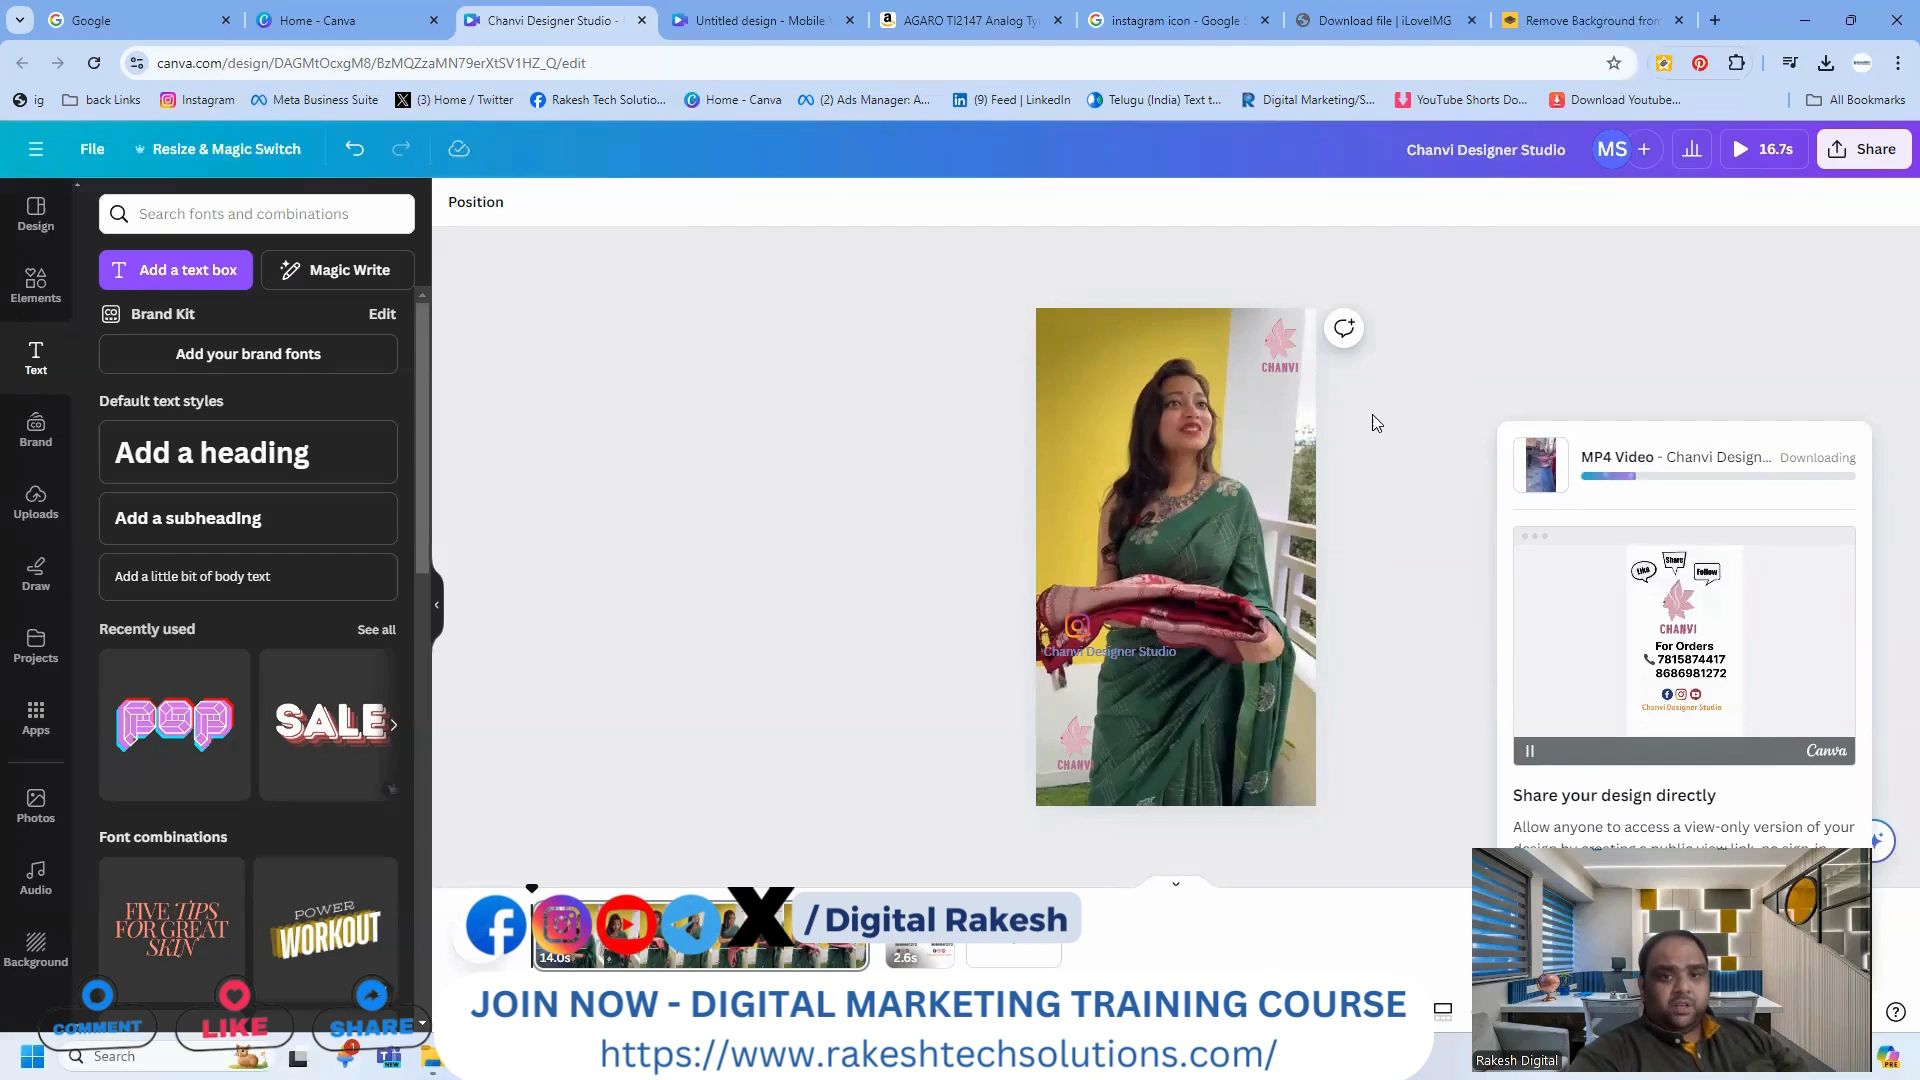 Google
Home - Canva
Chanvi Designer Studio -
Untitled design - Mobile
AGARO TI2147 Analog Ty
instagram icon - Google
Download file | iLoveIMG
Remove Background from
canva.com/design/DAGMtOcxgM8/BzMQZzaMN79erXtSV1HZ_Q/edit
ig
back Links
Instagram
Meta Business Suite
(3) Home / Twitter
Rakesh Tech Solutio...
Home - Canva
(2) Ads Manager: A...
(9) Feed | LinkedIn
Telugu (India) Text t...
Digital Marketing/S...
YouTube Shorts Do...
Download Youtube...
All Bookmarks
File
Resize & Magic Switch
Chanvi Designer Studio
MS
16.7s
Share
Design
Elements
Text
Brand
Uploads
Draw
Projects
Apps
Photos
Audio
Background
Search fonts and combinations
Add a text box
Magic Write
Brand Kit
Edit
Add your brand fonts
Default text styles
Add a heading
Add a subheading
Add a little bit of body text
Recently used
See all
POP
SALE
Font combinations
FIVE TIPS
FOR GREAT
SKIN
POWER
WORKOUT
Position
CHANVI
Chanvi Designer Studio
CHANVI
MP4 Video - Chanvi Design...
Downloading
Like
Share
Follow
CHANVI
For Orders
7815874417
8686981272
Chanvi Designer Studio
Canva
Share your design directly
Allow anyone to access a view-only version of your
14.0s
2.6s
/ Digital Rakesh
JOIN NOW - DIGITAL MARKETING TRAINING COURSE
https://www.rakeshtechsolutions.com/
COMMENT
LIKE
SHARE
Search
1
NEW
Rakesh Digital
PRE